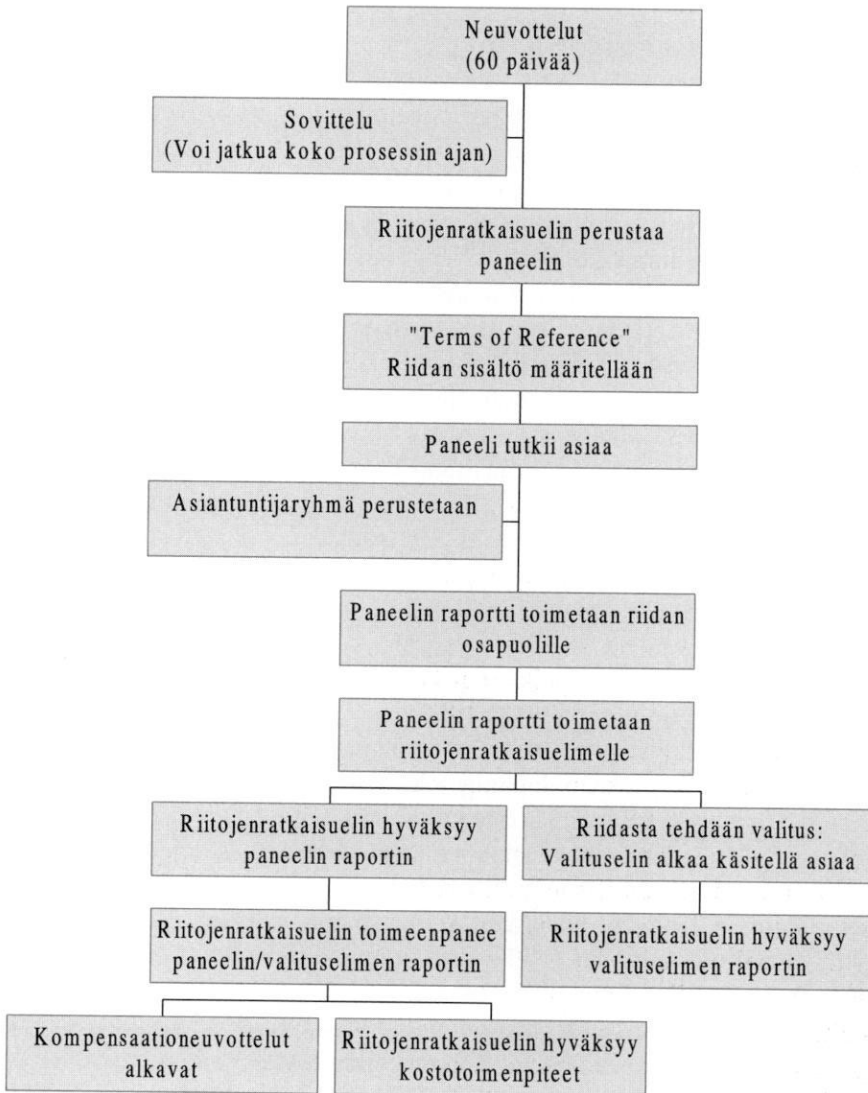 Neuvottelut
(60 päivää)
Sovittelu
(Voi jatkua koko prosessin ajan)
Riitojenratkaisuelin perustaa
paneelin
"Terms of Reference"
Riidan sisältö määritellään
Paneeli tutkii asiaa
Asiantuntijaryhmä perustetaan
Paneelin raportti toimetaan riidan
osapuolille
Paneelin raportti toimetaan
riitojenratkaisuelimelle
Riitojenratkaisuelin hyväksyy
paneelin raportin
Riidasta tehdään valitus:
Valituselin alkaa käsitellä asiaa
Riitojenratkaisuelin toimeenpanee
paneelin/valituselimen raportin
Riitojenratkaisuelin hyväksyy
valituselimen raportin
Kompensaationeuvottelut
alkavat
Riitojenratkaisuelin hyväksyy
kostotoimenpiteet